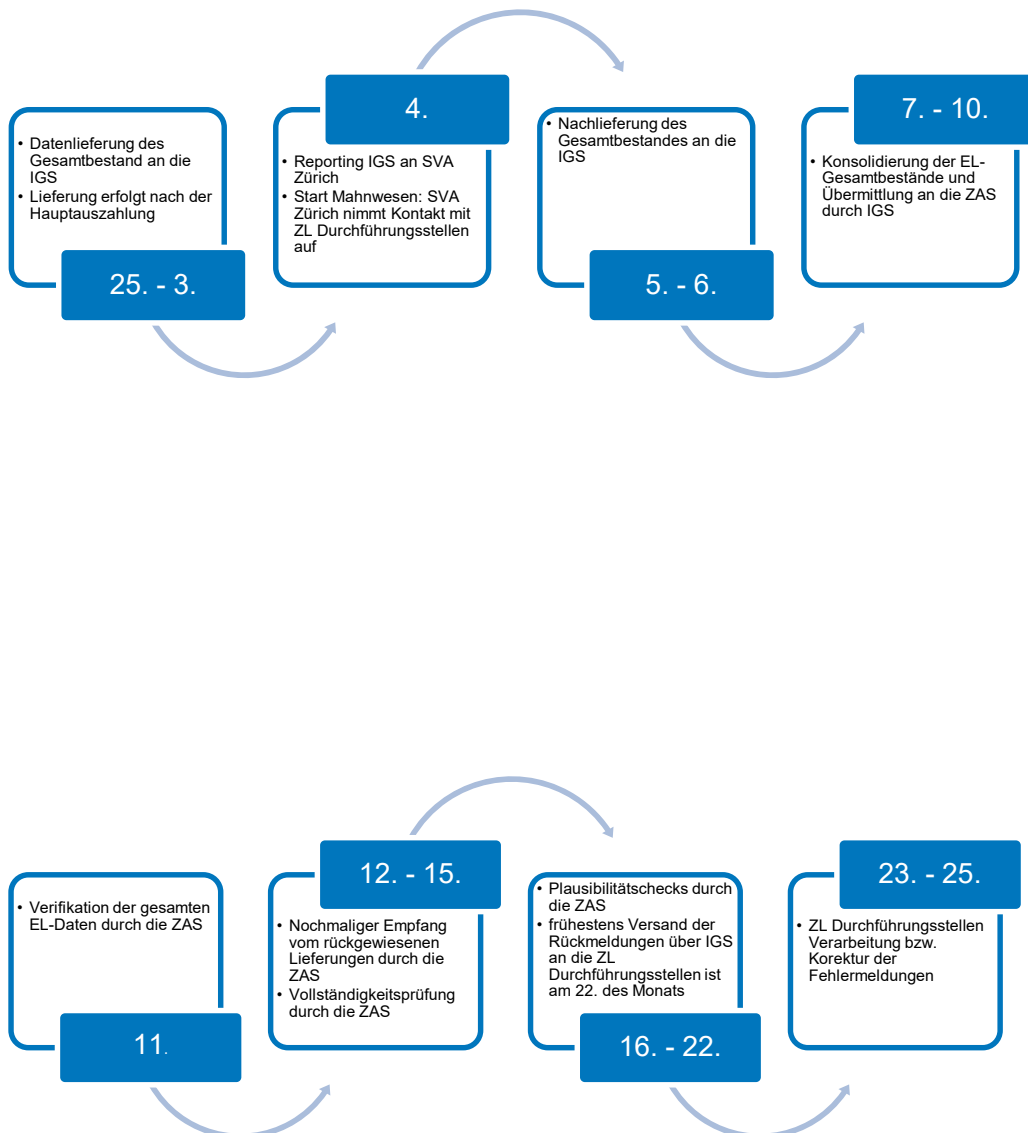 • Datenlieferung des
Gesamtbestand an die
IGS
• Lieferung erfolgt nach der
Hauptauszahlung
25. - 3.
4.
• Reporting IGS an SVA
Zürich
• Start Mahnwesen: SVA
Zürich nimmt Kontakt mit
ZL Durchführungsstellen
auf
• Nachlieferung des
Gesamtbestandes an die
IGS
5. - 6.
7. - 10.
• Konsolidierung der EL-
Gesamtbestände und
Übermittlung an die ZAS
durch IGS
• Verifikation der gesamten
EL-Daten durch die ZAS
11.
12. - 15.
• Nochmaliger Empfang
vom rückgewiesenen
Lieferungen durch die
ZAS
• Vollständigkeitsprüfung
durch die ZAS
• Plausibilitätschecks durch
die ZAS
• frühestens Versand der
Rückmeldungen über IGS
an die ZL
Durchführungsstellen ist
am 22. des Monats
16. - 22.
23. - 25.
• ZL Durchführungsstellen
Verarbeitung bzw.
Korektur der
Fehlermeldungen